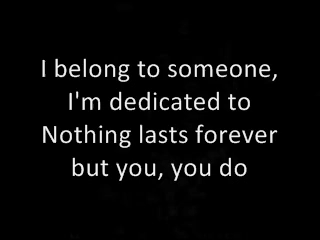 I belong to someone,
I'm dedicated to
Nothing lasts forever
but you, you do